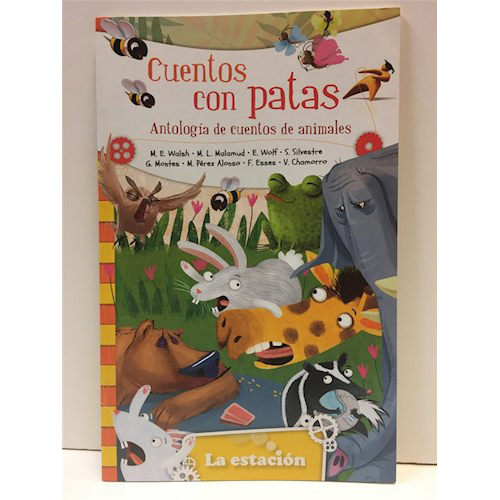 Cuentos
con patas
Antología de cuentos de animales
M. E. Walsh • M. L. Malamud • E. Wolf • S. Silvestre
G. Montes • M. Pérez Alonso • F. Esses • V. Chamorro
La estación